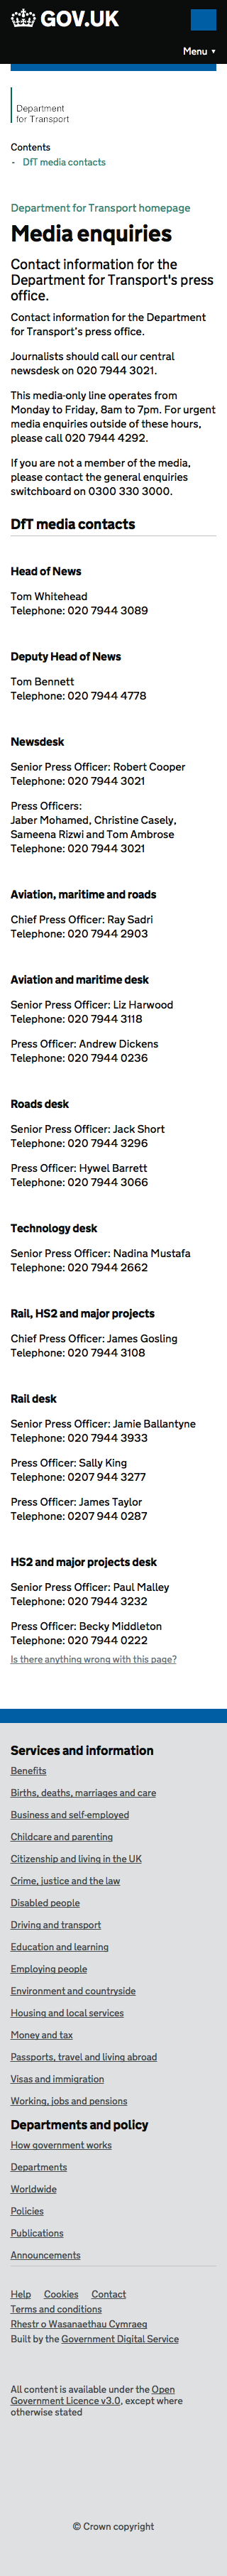 GOV.UK
Menu ▼
Department
for Transport
Contents
- DfT media contacts
Department for Transport homepage
Media enquiries
Contact information for the
Department for Transport's press
office.
Contact information for the Department
for Transport's press office.
Journalists should call our central
newsdesk on 020 7944 3021.
This media-only line operates from
Monday to Friday, 8am to 7pm. For urgent
media enquiries outside of these hours,
please call 020 7944 4292.
If you are not a member of the media,
please contact the general enquiries
switchboard on 0300 330 3000.
DfT media contacts
Head of News
Tom Whitehead
Telephone: 020 7944 3089
Deputy Head of News
Tom Bennett
Telephone: 020 7944 4778
Newsdesk
Senior Press Officer: Robert Cooper
Telephone: 020 7944 3021
Press Officers:
Jaber Mohamed, Christine Casely,
Sameena Rizwi and Tom Ambrose
Telephone: 020 7944 3021
Aviation, maritime and roads
Chief Press Officer: Ray Sadri
Telephone: 020 7944 2903
Aviation and maritime desk
Senior Press Officer: Liz Harwood
Telephone: 020 7944 3118
Press Officer: Andrew Dickens
Telephone: 020 7944 0236
Roads desk
Senior Press Officer: Jack Short
Telephone: 020 7944 3296
Press Officer: Hywel Barrett
Telephone: 020 7944 3066
Technology desk
Senior Press Officer: Nadina Mustafa
Telephone: 020 7944 2662
Rail, HS2 and major projects
Chief Press Officer: James Gosling
Telephone: 020 7944 3108
Rail desk
Senior Press Officer: Jamie Ballantyne
Telephone: 020 7944 3933
Press Officer: Sally King
Telephone: 0207 944 3277
Press Officer: James Taylor
Telephone: 0207 944 0287
HS2 and major projects desk
Senior Press Officer: Paul Malley
Telephone: 020 7944 3232
Press Officer: Becky Middleton
Telephone: 020 7944 0222
Is there anything wrong with this page?
Services and information
Benefits
Births, deaths, marriages and care
Business and self-employed
Childcare and parenting
Citizenship and living in the UK
Crime, justice and the law
Disabled people
Driving and transport
Education and learning
Employing people
Environment and countryside
Housing and local services
Money and tax
Passports, travel and living abroad
Visas and immigration
Working, jobs and pensions
Departments and policy
How government works
Departments
Worldwide
Policies
Publications
Announcements
Help Cookies Contact
Terms and conditions
Rhestr o Wasanaethau Cymraeg
Built by the Government Digital Service
All content is available under the Open
Government Licence v3.0, except where
otherwise stated
© Crown copyright